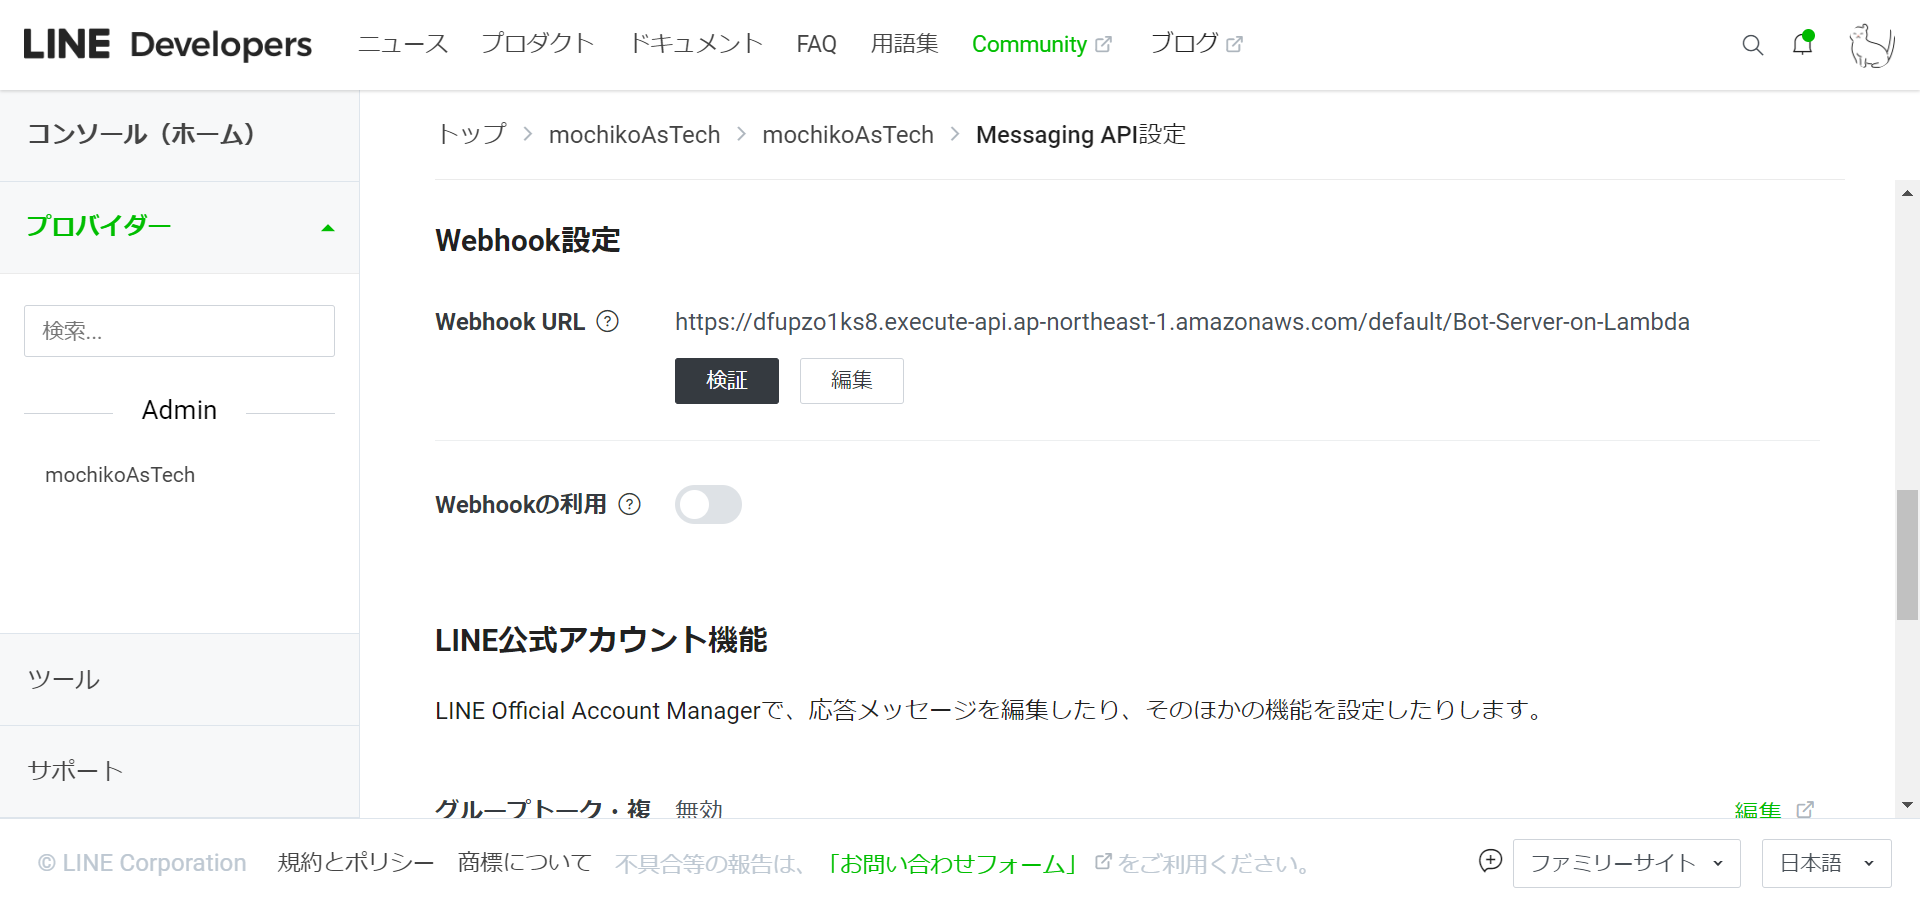 LINE Developers ニュース プロダクト ドキュメント FAQ 用語集 Community ブログ
コンソール（ホーム）
プロバイダー
検索...
Admin
mochikoAsTech
ツール
サポート
トップ > mochikoAsTech > mochikoAsTech > Messaging API設定
Webhook設定
Webhook URL ? https://dfupzo1ks8.execute-api.ap-northeast-1.amazonaws.com/default/Bot-Server-on-Lambda
検証 編集
Webhookの利用 ?
LINE公式アカウント機能
LINE Official Account Managerで、応答メッセージを編集したり、そのほかの機能を設定したりします。
グループトーク・複 無効 編集
© LINE Corporation 規約とポリシー 商標について 不具合等の報告は、「お問い合わせフォーム」をご利用ください。 ファミリーサイト 日本語